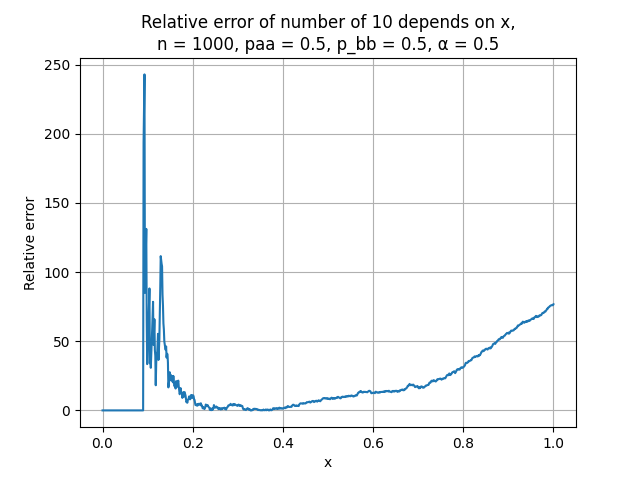 Relative error of number of 10 depends on x,
n = 1000, paa = 0.5, p_bb = 0.5, α = 0.5
250
200
150
100
50
0
Relative error
0.0 0.2 0.4 0.6 0.8 1.0
x